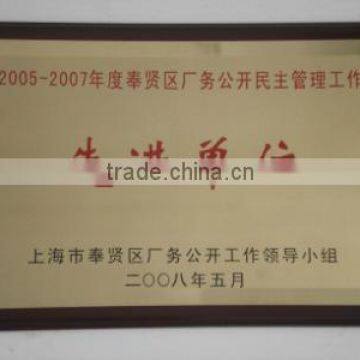 2005-2007年度奉贤区厂务公开民主管理工作
先进单位
trade.china.cn
上海市奉贤区厂务公开工作领导小组
二〇〇八年五月